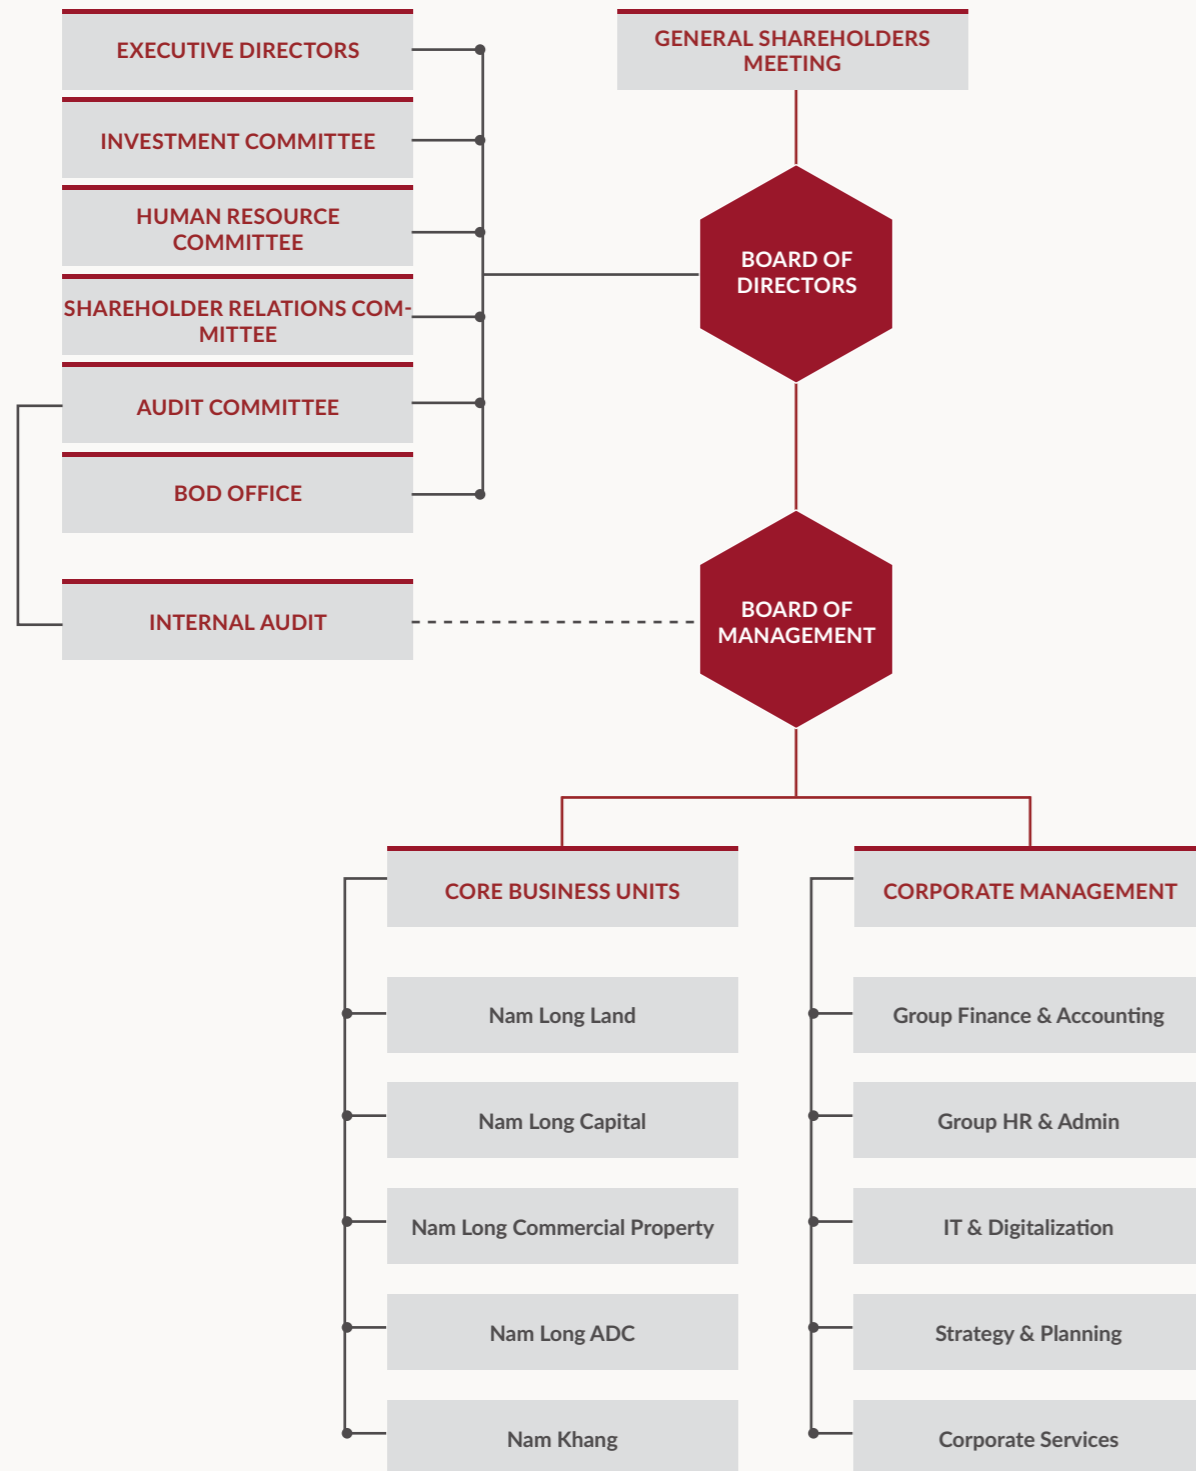 EXECUTIVE DIRECTORS
GENERAL SHAREHOLDERS
MEETING
INVESTMENT COMMITTEE
HUMAN RESOURCE
COMMITTEE
BOARD OF
DIRECTORS
SHAREHOLDER RELATIONS COM-
MITTEE
AUDIT COMMITTEE
BOD OFFICE
INTERNAL AUDIT
BOARD OF
MANAGEMENT
CORE BUSINESS UNITS
Nam Long Land
Nam Long Capital
Nam Long Commercial Property
Nam Long ADC
Nam Khang
CORPORATE MANAGEMENT
Group Finance & Accounting
Group HR & Admin
IT & Digitalization
Strategy & Planning
Corporate Services